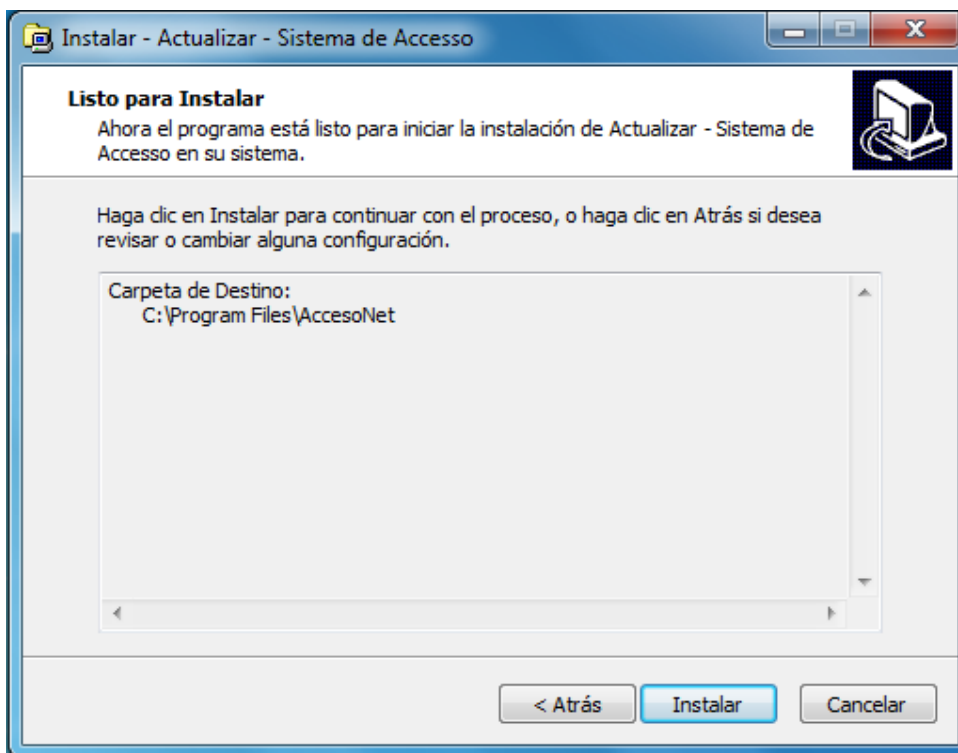 Instalar - Actualizar - Sistema de Accesso
Listo para Instalar
Ahora el programa está listo para iniciar la instalación de Actualizar - Sistema de
Accesso en su sistema.
Haga clic en Instalar para continuar con el proceso, o haga clic en Atrás si desea
revisar o cambiar alguna configuración.
Carpeta de Destino:
C:\Program Files\AccesoNet
< Atrás
Instalar
Cancelar